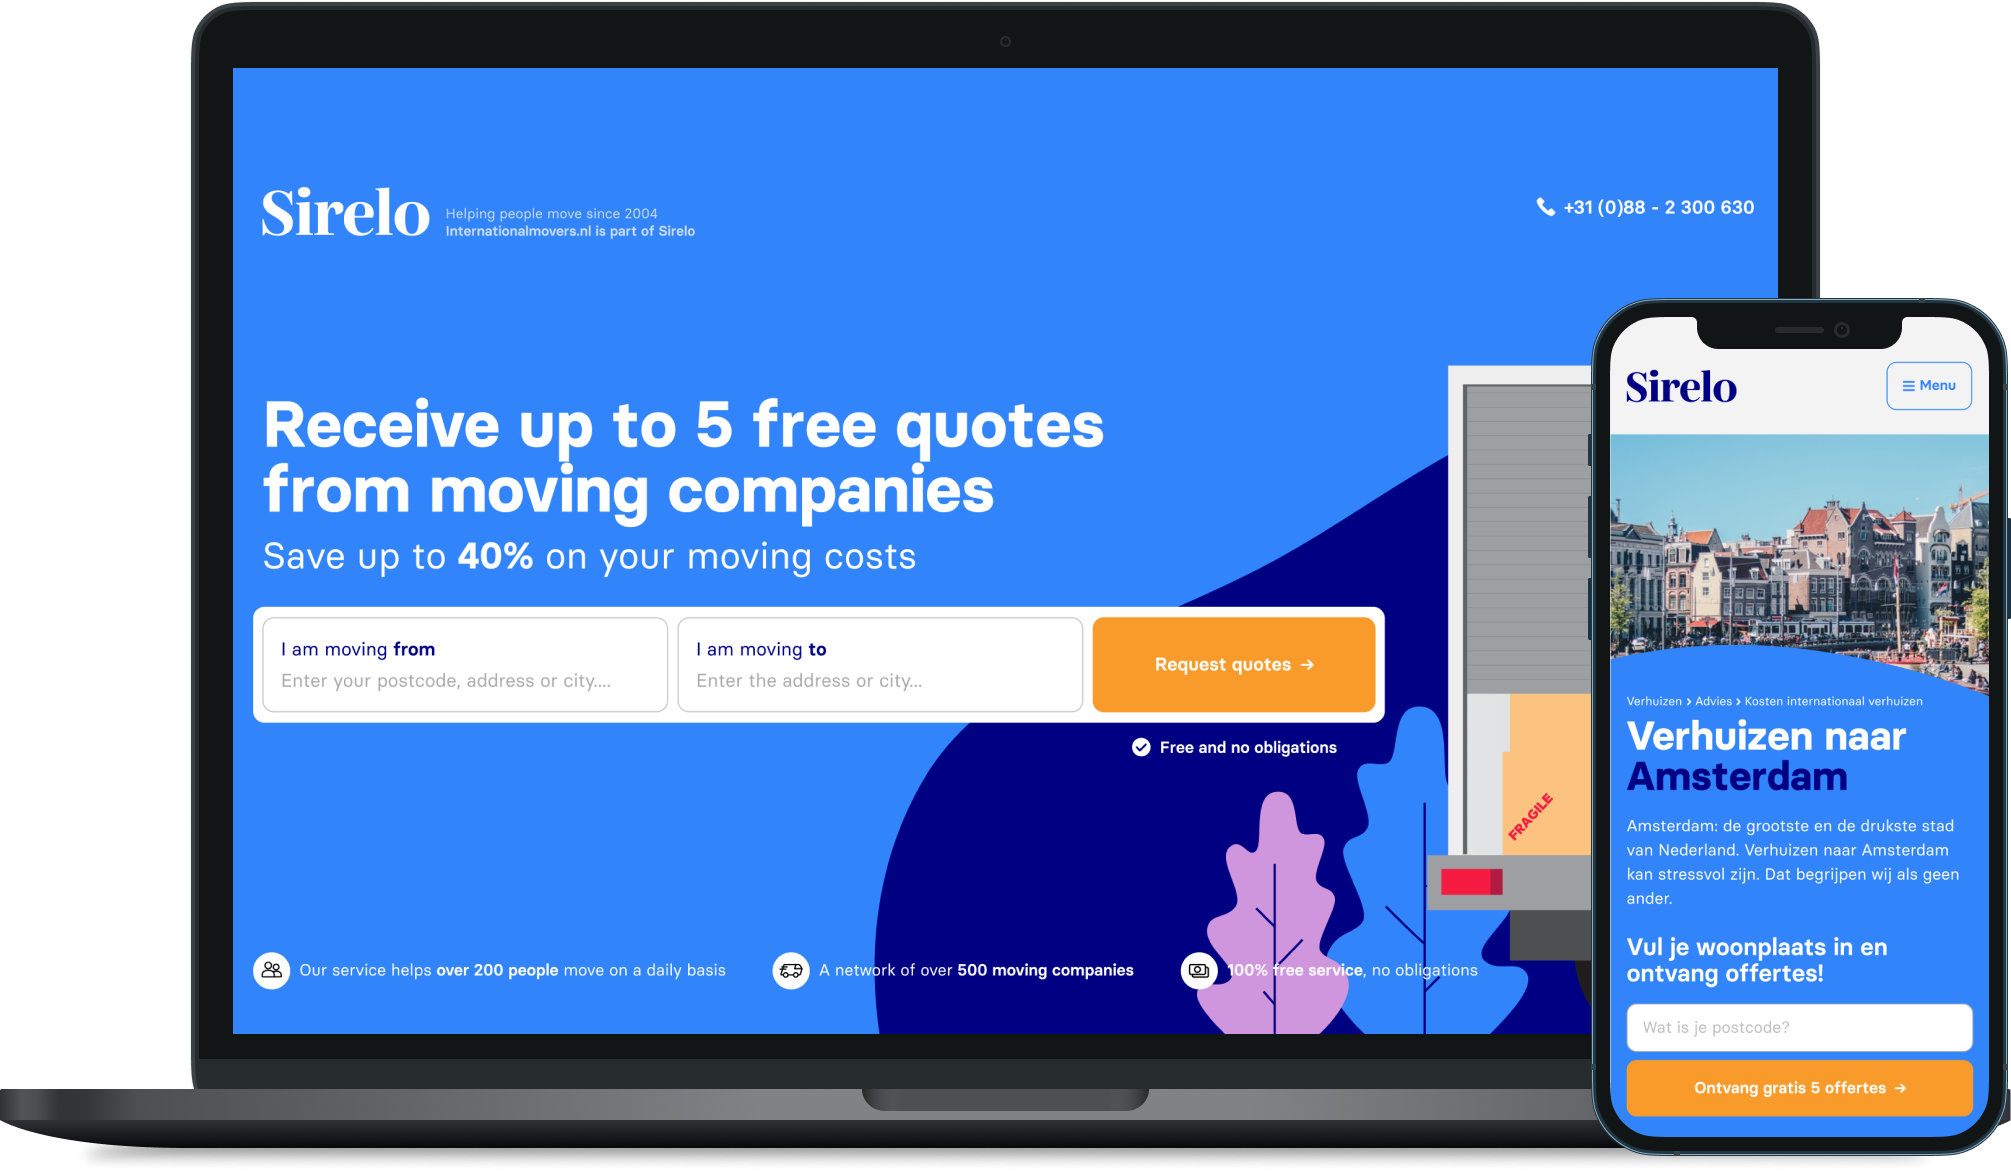 Sirelo
Helping people move since 2004
Internationalmovers.nl is part of Sirelo
+31 (0)88 - 2 300 630
Receive up to 5 free quotes
from moving companies
Save up to 40% on your moving costs
I am moving from
Enter your postcode, address or city....
I am moving to
Enter the address or city...
Request quotes →
Free and no obligations
FRAGILE
Our service helps over 200 people move on a daily basis
A network of over 500 moving companies
100% free service, no obligations
Sirelo
Menu
Verhuizen > Advies > Kosten internationaal verhuizen
Verhuizen naar
Amsterdam
Amsterdam: de grootste en de drukste stad
van Nederland. Verhuizen naar Amsterdam
kan stressvol zijn. Dat begrijpen wij als geen
ander.
Vul je woonplaats in en
ontvang offertes!
Wat is je postcode?
Ontvang gratis 5 offertes →